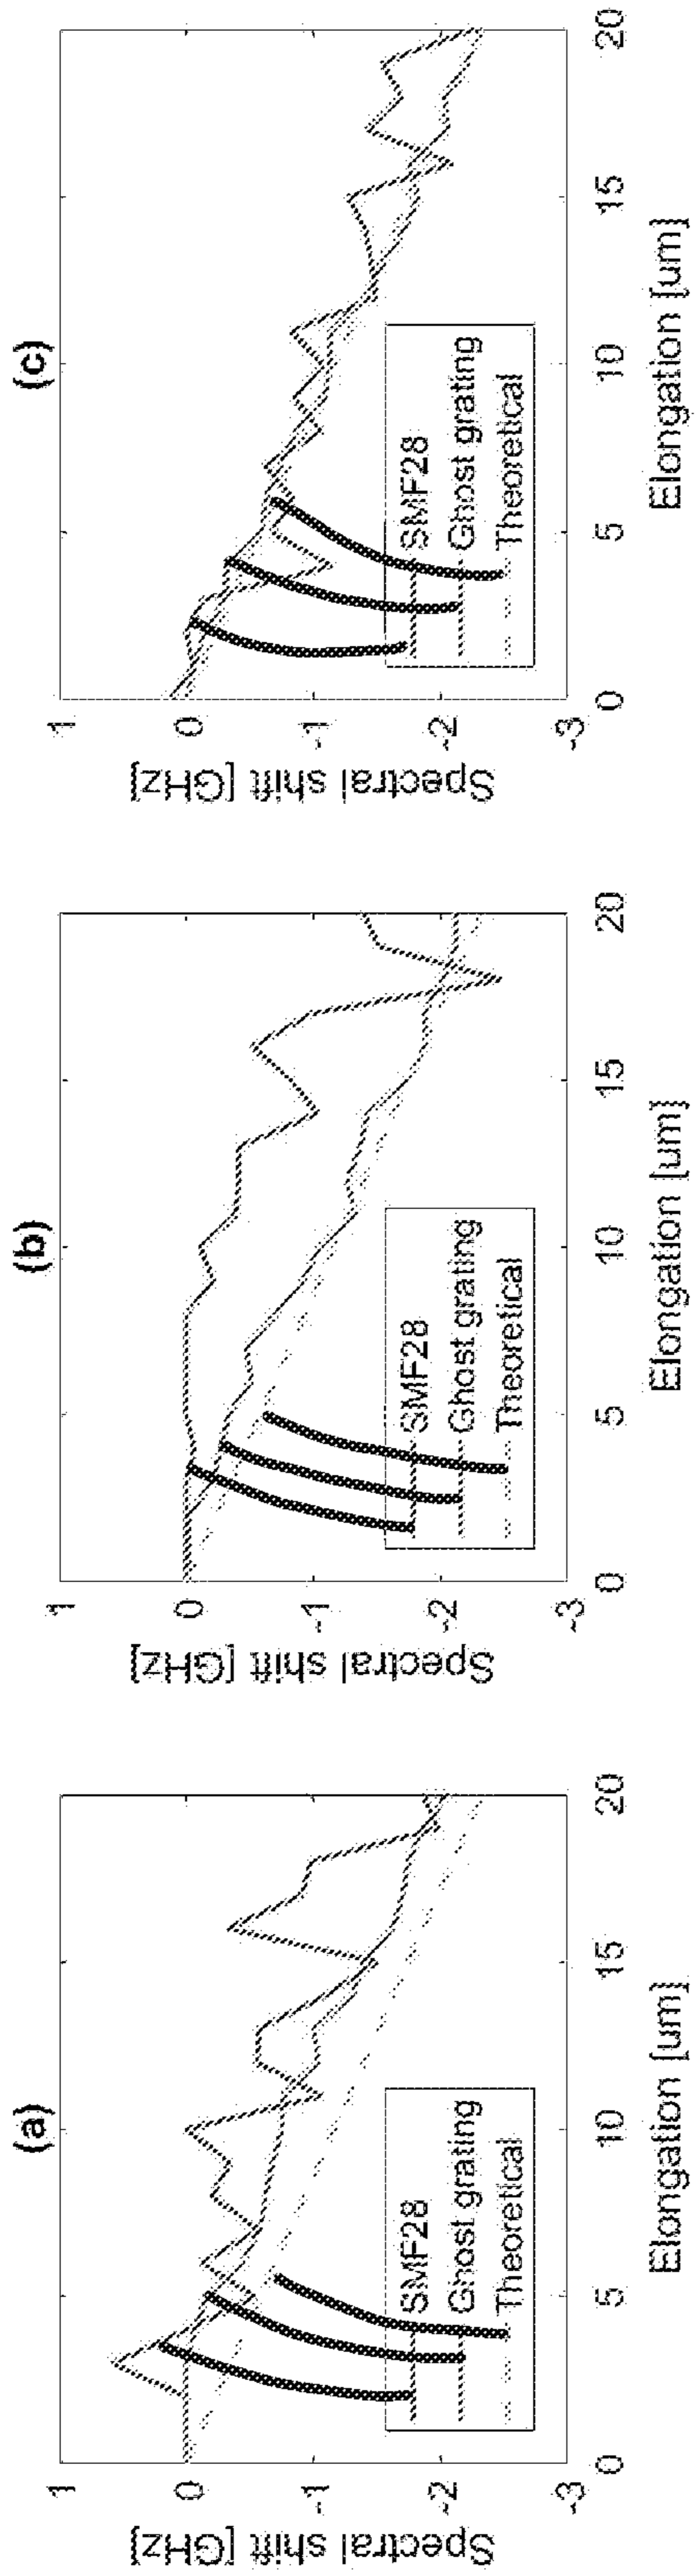 (a)
Spectral shift [GHz]
1
0
-1
-2
-3
SMF28
Ghost grating
Theoretical
0 5 10 15 20
Elongation [um]
(b)
Spectral shift [GHz]
1
0
-1
-2
-3
SMF28
Ghost grating
Theoretical
0 5 10 15 20
Elongation [um]
(c)
Spectral shift [GHz]
1
0
-1
-2
-3
SMF28
Ghost grating
Theoretical
0 5 10 15 20
Elongation [um]